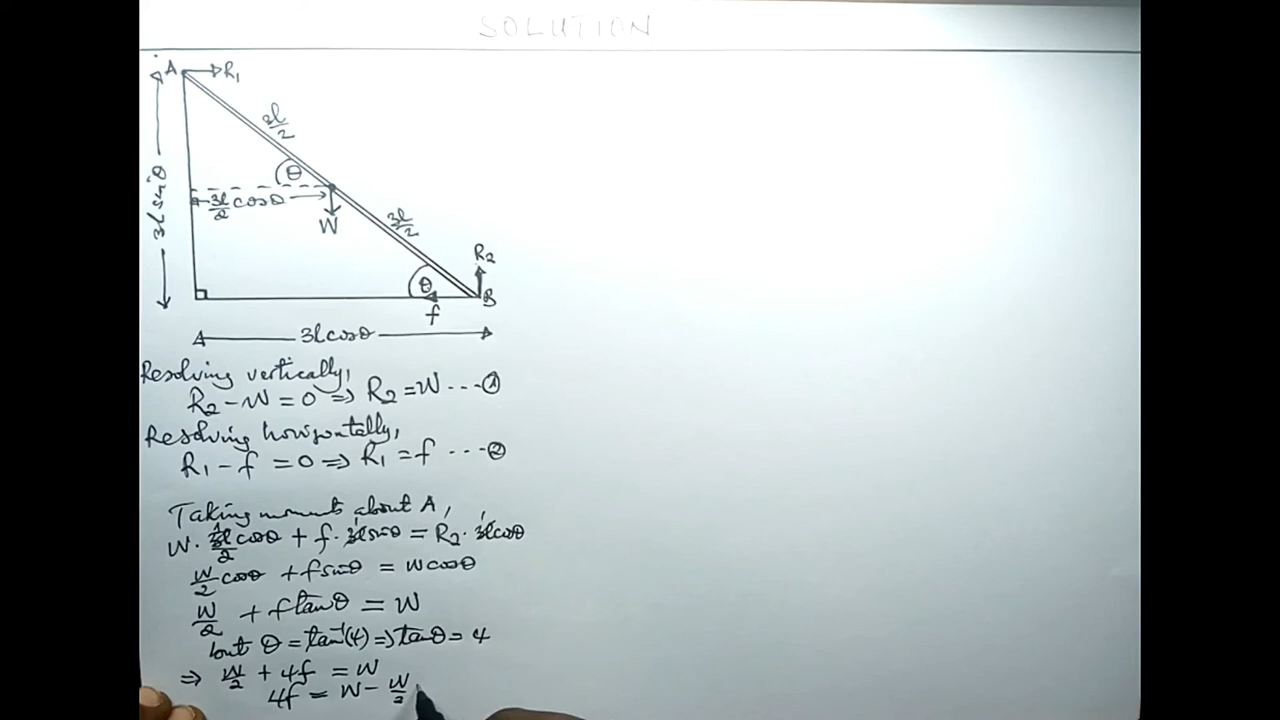 SOLUTION
A
R₁
3l/2
θ
3l sinθ
3l/2 cosθ
W
3l/2
R₂
θ
B
f
3l cosθ
Resolving vertically,
R₂ - W = 0 ⇒ R₂ = W ---- ①
Resolving horizontally,
R₁ - f = 0 ⇒ R₁ = f ---- ②
Taking moments about A,
W · 3l/2 cosθ + f · 3l sinθ = R₂ · 3l cosθ
W/2 cosθ + f sinθ = W cosθ
W/2 + f tanθ = W
but θ = tan⁻¹(4) ⇒ tanθ = 4
⇒ W/2 + 4f = W
4f = W - W/2